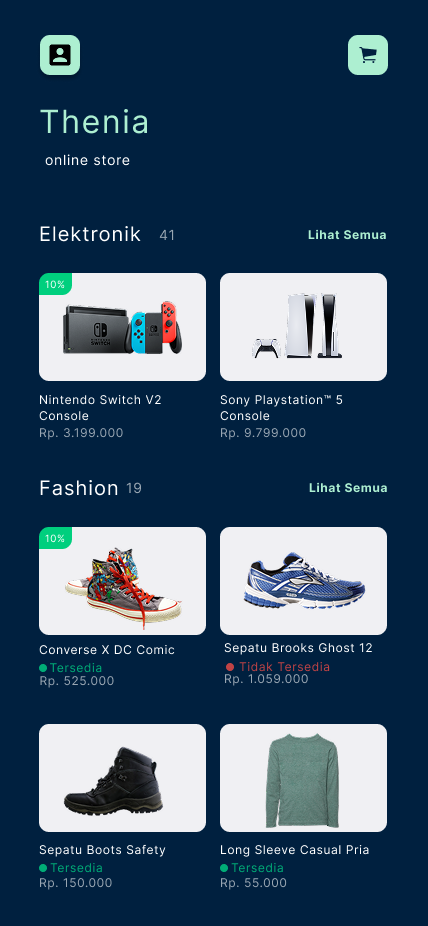 Thenia
online store
Elektronik 41
Lihat Semua
10%
NINTENDO
SWITCH
Nintendo Switch V2
Console
Rp. 3.199.000
Sony Playstation™ 5
Console
Rp. 9.799.000
Fashion 19
Lihat Semua
10%
Converse X DC Comic
Tersedia
Rp. 525.000
Sepatu Brooks Ghost 12
Tidak Tersedia
Rp. 1.059.000
Sepatu Boots Safety
Tersedia
Rp. 150.000
Long Sleeve Casual Pria
Tersedia
Rp. 55.000